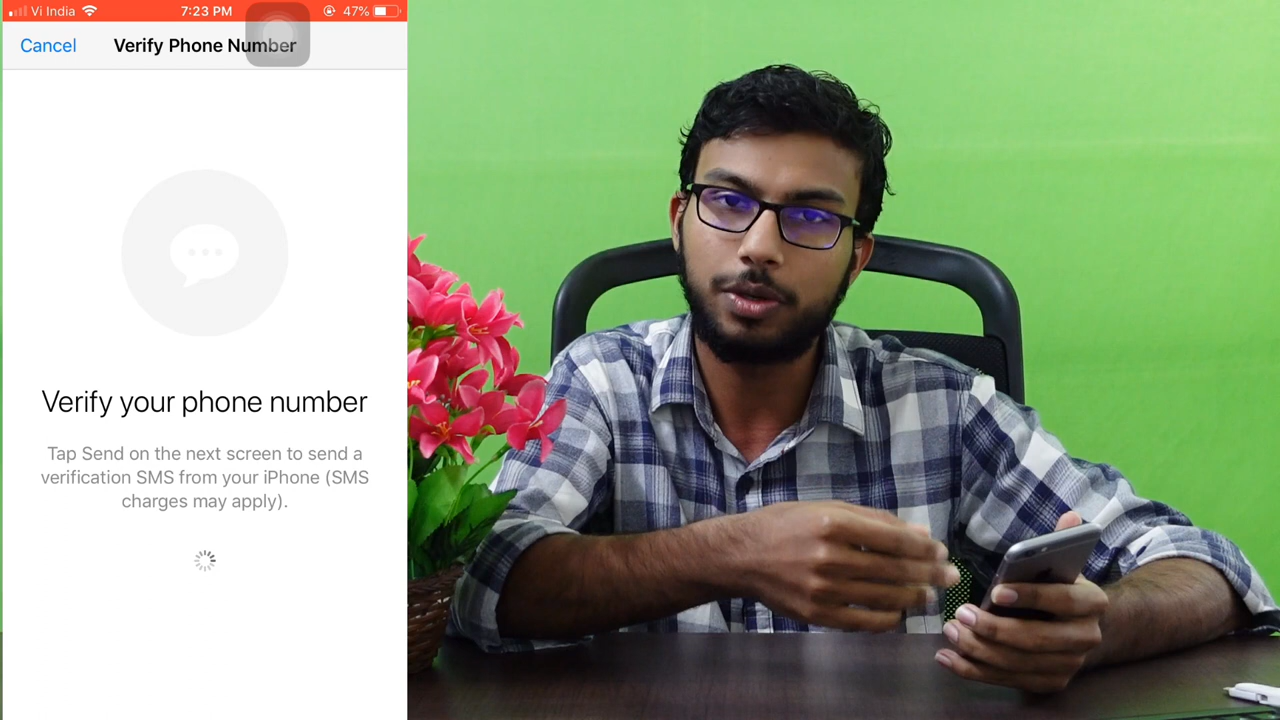 Vi India 7:23 PM 47%
Cancel Verify Phone Number
Verify your phone number
Tap Send on the next screen to send a
verification SMS from your iPhone (SMS
charges may apply).